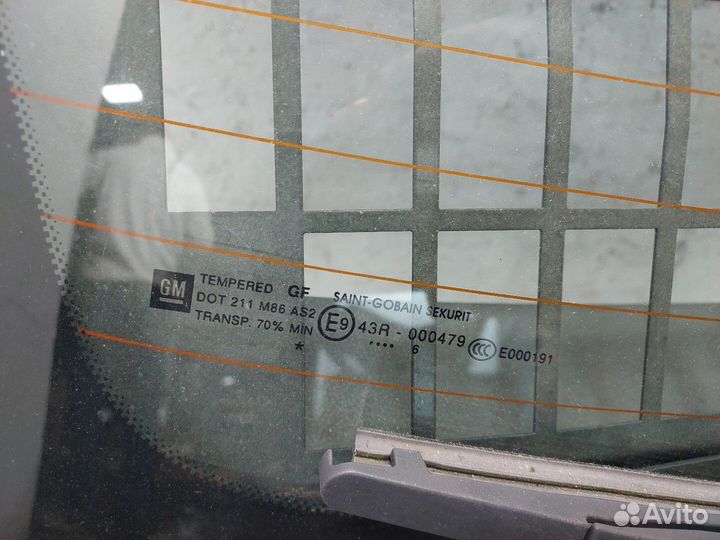 GM
TEMPERED GF SAINT-GOBAIN SEKURIT
DOT 211 M86 AS2
TRANSP. 70% MIN E9 43R - 000479 CCC E000191
* .... 6
Avito